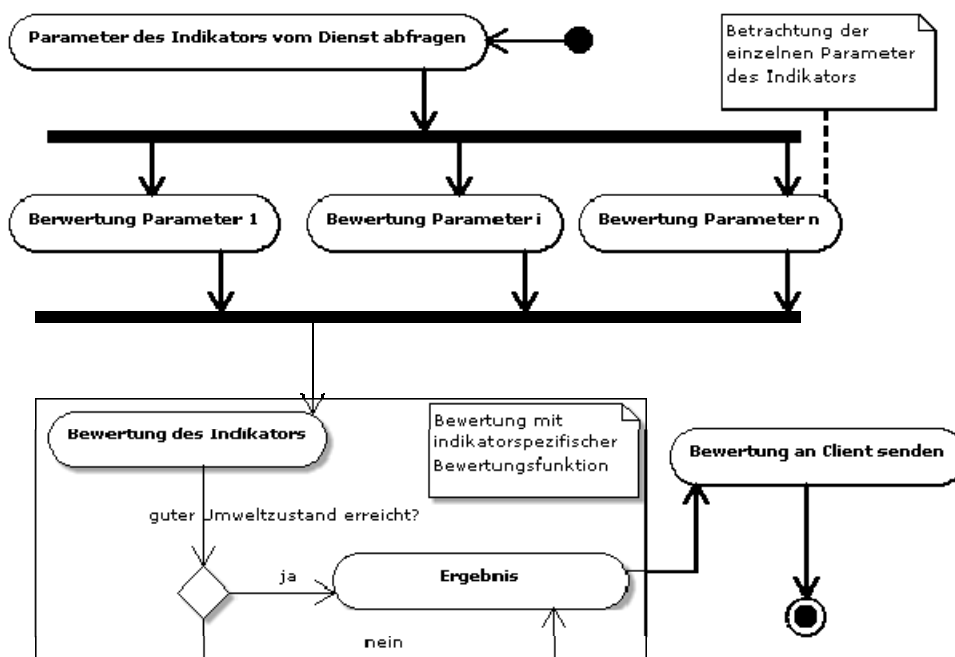 Parameter des Indikators vom Dienst abfragen
Betrachtung der
einzelnen Parameter
des Indikators
Berwertung Parameter 1
Bewertung Parameter i
Bewertung Parameter n
Bewertung des Indikators
Bewertung mit
indikatorspezifischer
Bewertungsfunktion
Bewertung an Client senden
guter Umweltzustand erreicht?
ja
Ergebnis
nein